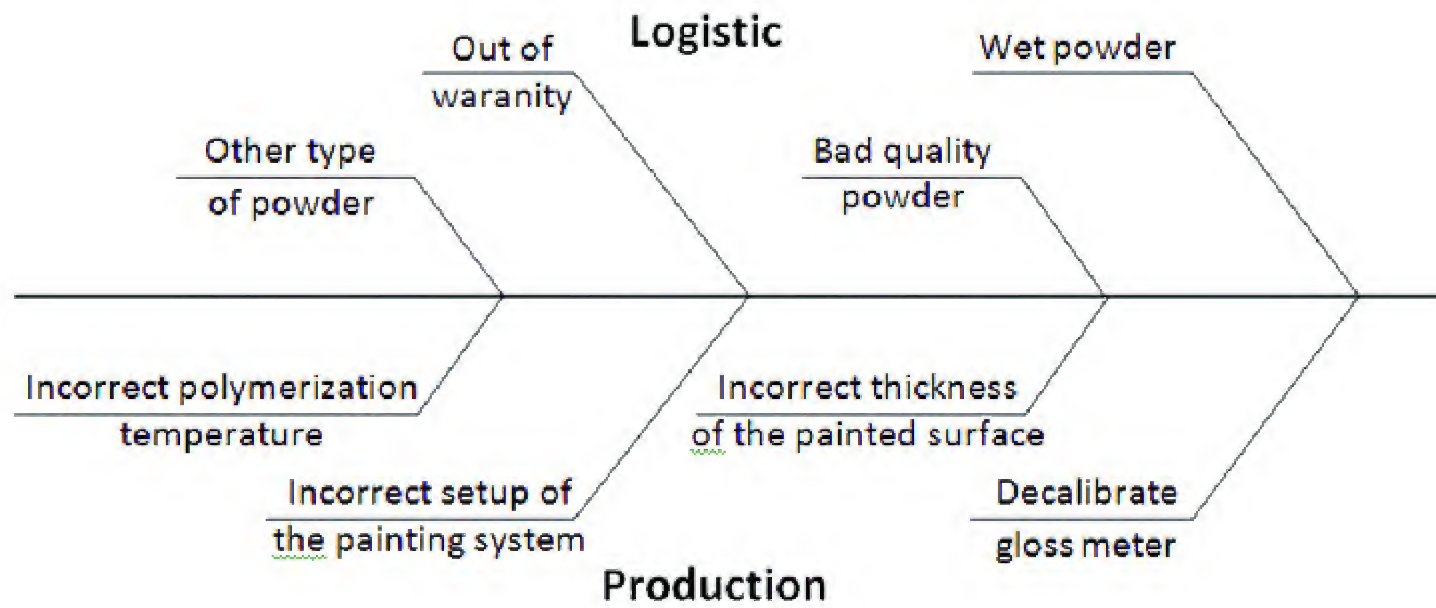 Logistic
Out of
waranity
Wet powder
Other type
of powder
Bad quality
powder
Incorrect polymerization
temperature
Incorrect thickness
of the painted surface
Incorrect setup of
the painting system
Decalibrate
gloss meter
Production